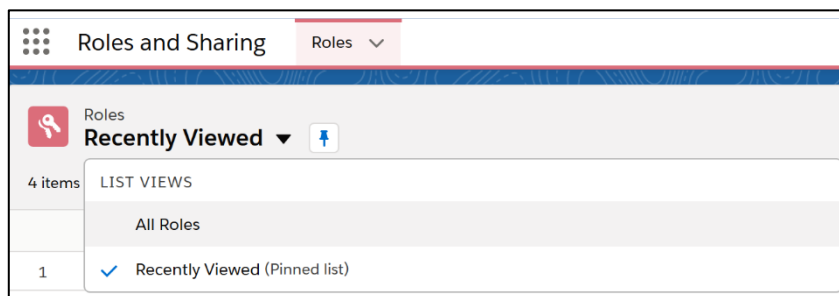 Roles and Sharing
Roles
Roles
Recently Viewed
4 items
LIST VIEWS
All Roles
1
Recently Viewed (Pinned list)